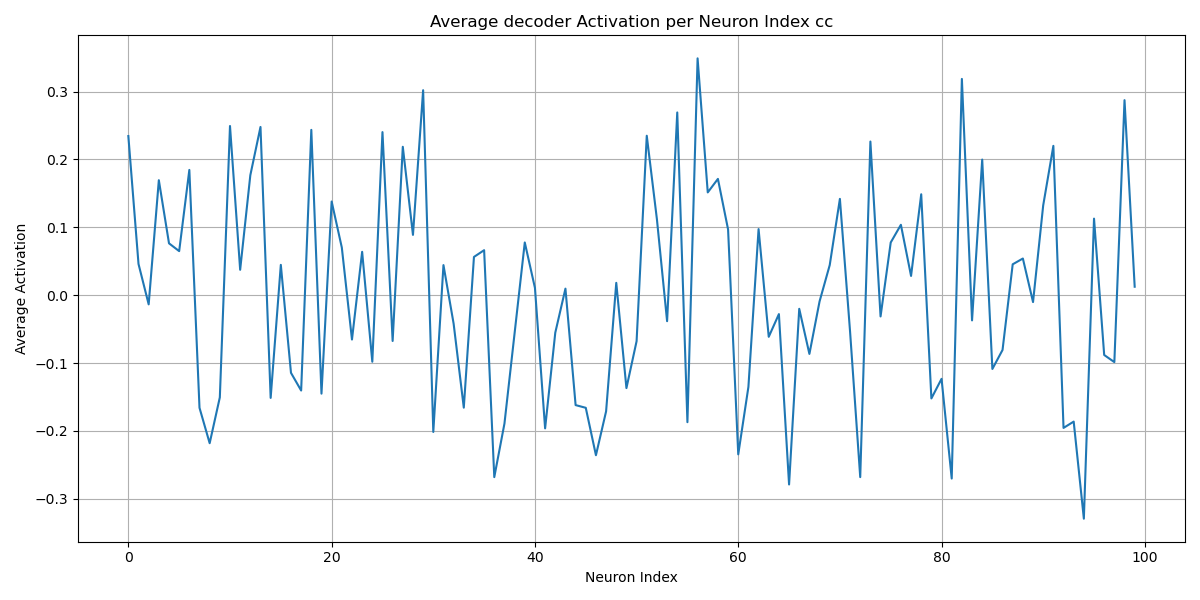 Average decoder Activation per Neuron Index cc
Average Activation
0.3
0.2
0.1
0.0
−0.1
−0.2
−0.3
0 20 40 60 80 100
Neuron Index